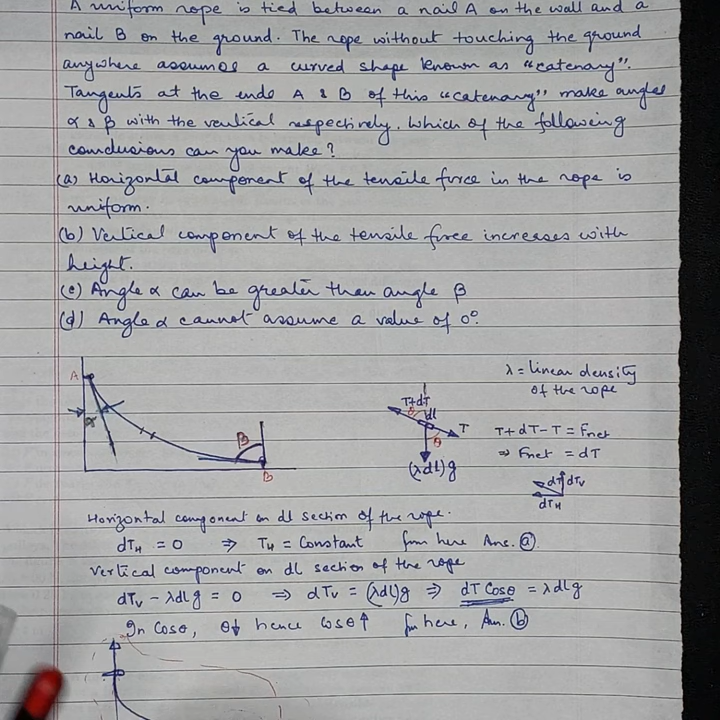 A uniform rope is tied between a nail A on the wall and a
nail B on the ground. The rope without touching the ground
anywhere assumes a curved shape known as "catenary".
Tangents at the ends A & B of this "catenary" make angles
α & β with the vertical respectively. Which of the following
conclusions can you make?
(a) Horizontal component of the tensile force in the rope is
uniform.
(b) Vertical component of the tensile force increases with
height.
(c) Angle α can be greater than angle β
(d) Angle α cannot assume a value of 0°.
A
α
β
B
T+dT
θ
dl
T
θ
(λdl)g
λ = linear density
of the rope
T+dT-T = Fnet
⇒ Fnet = dT
dT
dTv
dTH
Horizontal component on dl section of the rope.
dTH = 0 ⇒ TH = Constant from here Ans. (a)
Vertical component on dl section of the rope
dTv - λdlg = 0 ⇒ dTv = (λdl)g ⇒ dT Cosθ = λdlg
In Cosθ, θ↓ hence Cosθ↑ from here, Ans. (b)